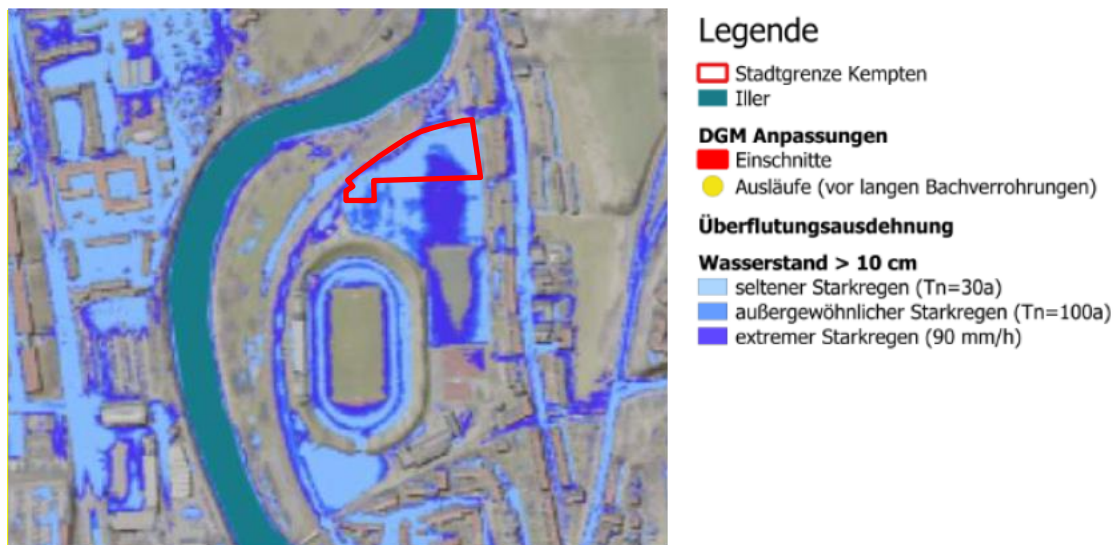 Legende
Stadtgrenze Kempten
Iller
DGM Anpassungen
Einschnitte
Ausläufe (vor langen Bachverrohrungen)
Überflutungsausdehnung
Wasserstand > 10 cm
seltener Starkregen (Tn=30a)
außergewöhnlicher Starkregen (Tn=100a)
extremer Starkregen (90 mm/h)